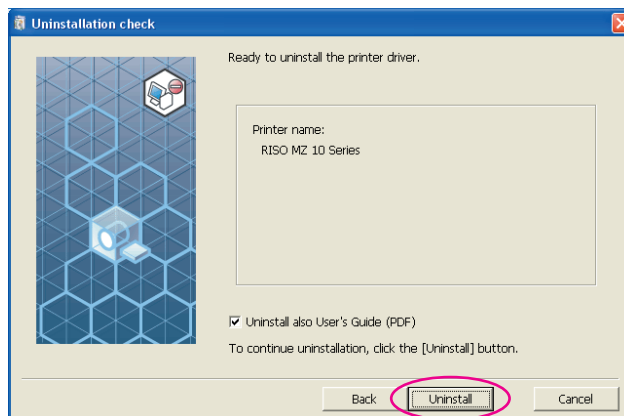 Uninstallation check
Ready to uninstall the printer driver.
Printer name:
RISO MZ 10 Series
Uninstall also User's Guide (PDF)
To continue uninstallation, click the [Uninstall] button.
Back
Uninstall
Cancel